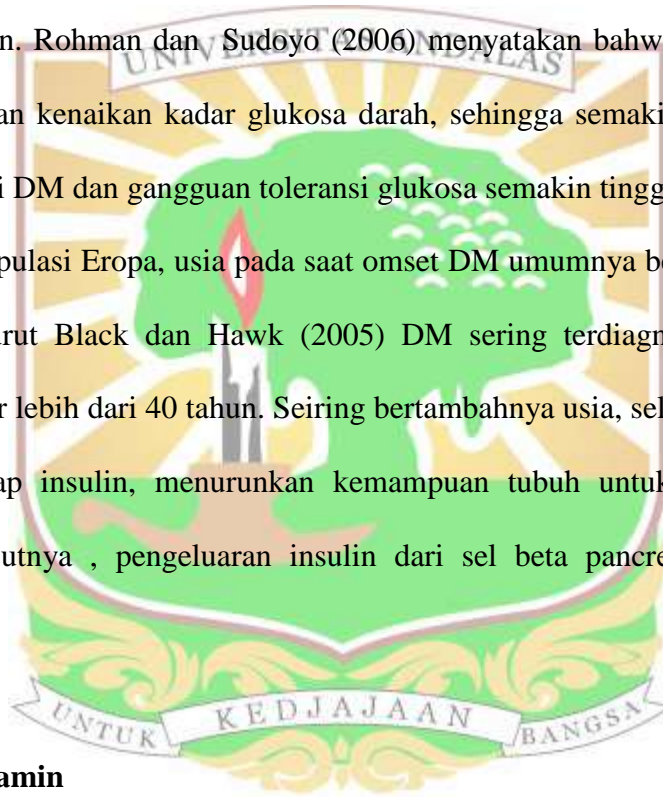 n. Rohman dan Sudoyo (2006) menyatakan bahw
UNIVERSITAS ANDALAS
an kenaikan kadar glukosa darah, sehingga semaki
i DM dan gangguan toleransi glukosa semakin tingg
pulasi Eropa, usia pada saat omset DM umumnya be
urut Black dan Hawk (2005) DM sering terdiagn
r lebih dari 40 tahun. Seiring bertambahnya usia, sel
ap insulin, menurunkan kemampuan tubuh untuk
utnya , pengeluaran insulin dari sel beta pancre
UNTUK KEDJAJAAN BANGSA
amin